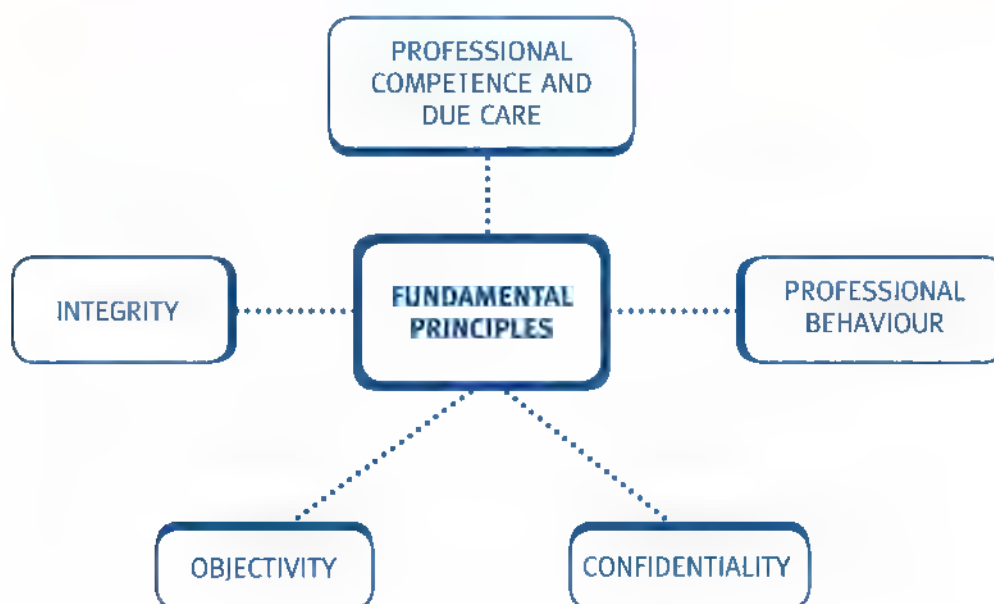 PROFESSIONAL
COMPETENCE AND
DUE CARE
INTEGRITY
FUNDAMENTAL
PRINCIPLES
PROFESSIONAL
BEHAVIOUR
OBJECTIVITY
CONFIDENTIALITY